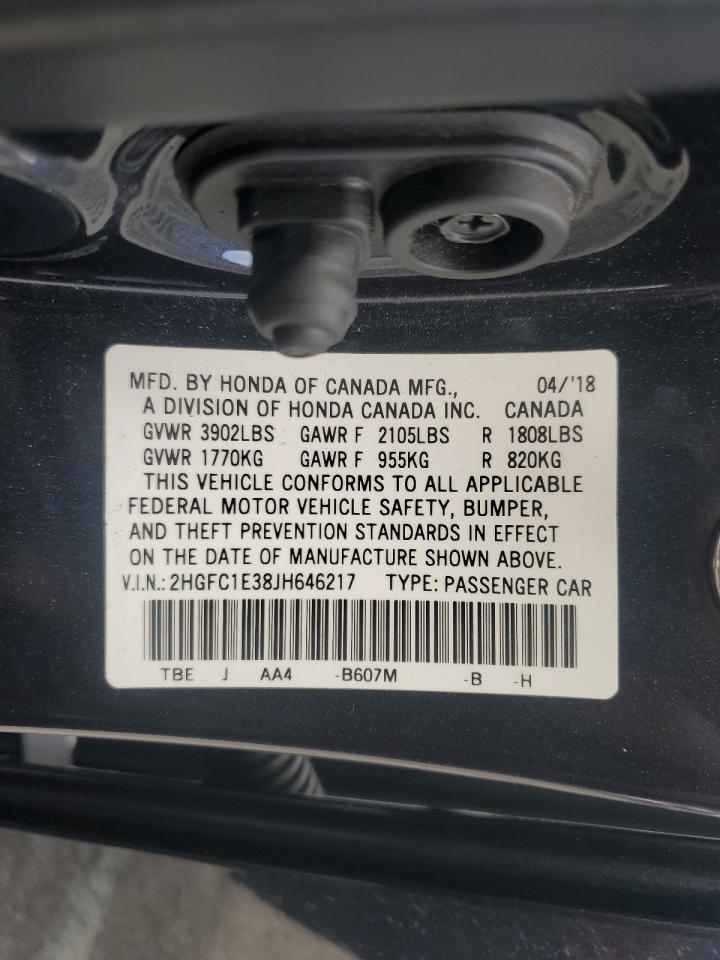 MFD. BY HONDA OF CANADA MFG., 04/'18
A DIVISION OF HONDA CANADA INC. CANADA
GVWR 3902LBS GAWR F 2105LBS R 1808LBS
GVWR 1770KG GAWR F 955KG R 820KG
THIS VEHICLE CONFORMS TO ALL APPLICABLE
FEDERAL MOTOR VEHICLE SAFETY, BUMPER,
AND THEFT PREVENTION STANDARDS IN EFFECT
ON THE DATE OF MANUFACTURE SHOWN ABOVE.
V.I.N.: 2HGFC1E38JH646217 TYPE: PASSENGER CAR
TBE J AA4 -B607M -B -H